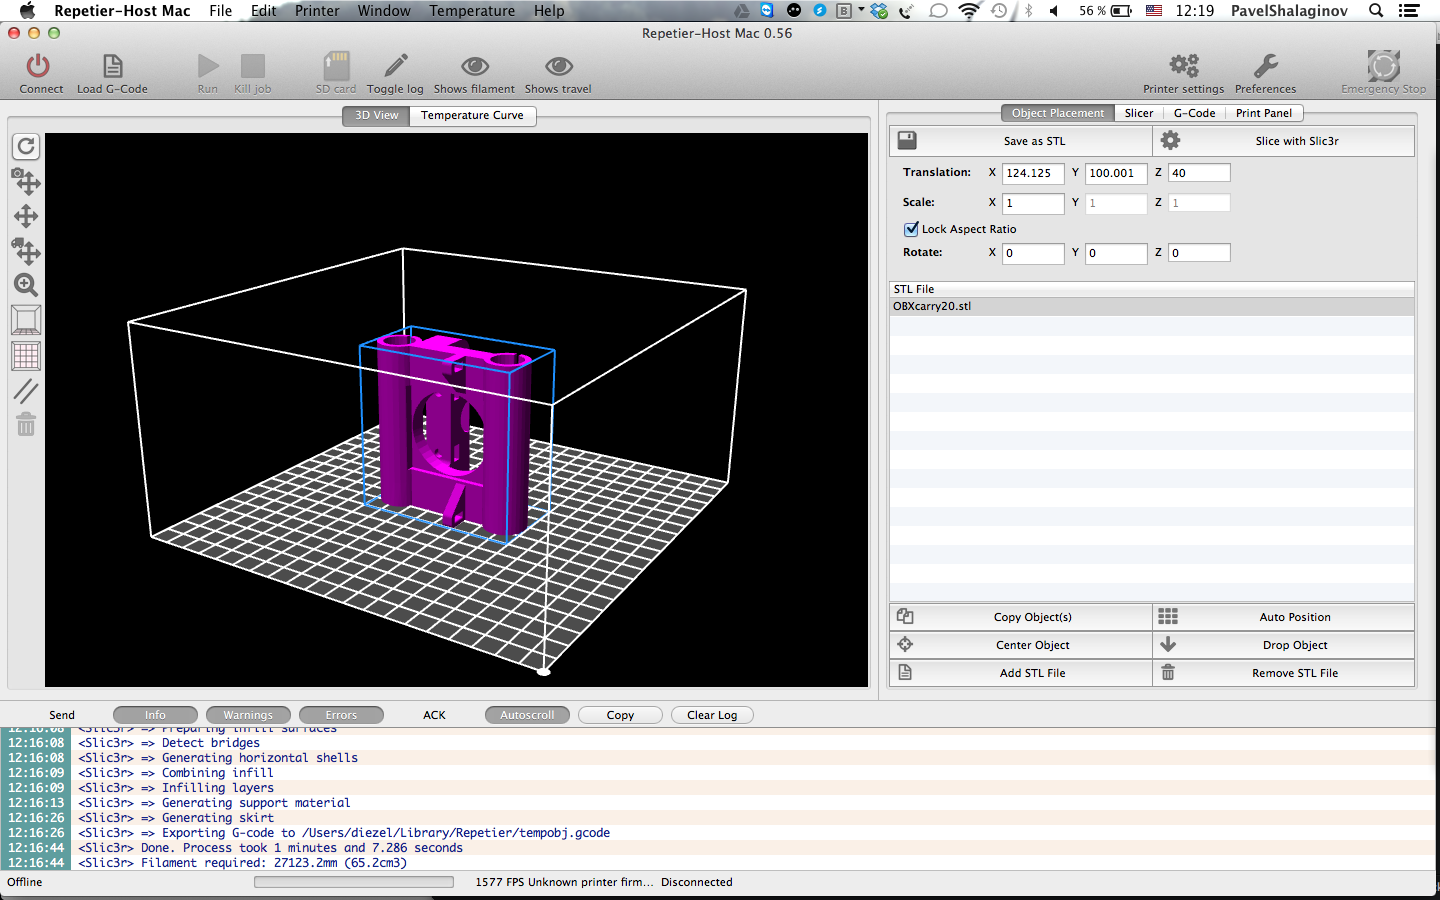 Repetier-Host Mac File Edit Printer Window Temperature Help B 56 % 12:19 PavelShalaginov
Repetier-Host Mac 0.56
Connect Load G-Code Run Kill job SD card Toggle log Shows filament Shows travel Printer settings Preferences Emergency Stop
3D View Temperature Curve
Object Placement Slicer G-Code Print Panel
Save as STL Slice with Slic3r
Translation: X 124.125 Y 100.001 Z 40
Scale: X 1 Y 1 Z 1
Lock Aspect Ratio
Rotate: X 0 Y 0 Z 0
STL File
OBXcarry20.stl
Copy Object(s) Auto Position
Center Object Drop Object
Add STL File Remove STL File
Send Info Warnings Errors ACK Autoscroll Copy Clear Log
12:16:08 <Slic3r> => Preparing infill surfaces
12:16:08 <Slic3r> => Detect bridges
12:16:08 <Slic3r> => Generating horizontal shells
12:16:09 <Slic3r> => Combining infill
12:16:09 <Slic3r> => Infilling layers
12:16:13 <Slic3r> => Generating support material
12:16:26 <Slic3r> => Generating skirt
12:16:26 <Slic3r> => Exporting G-code to /Users/diezel/Library/Repetier/tempobj.gcode
12:16:44 <Slic3r> Done. Process took 1 minutes and 7.286 seconds
12:16:44 <Slic3r> Filament required: 27123.2mm (65.2cm3)
Offline 1577 FPS Unknown printer firm... Disconnected